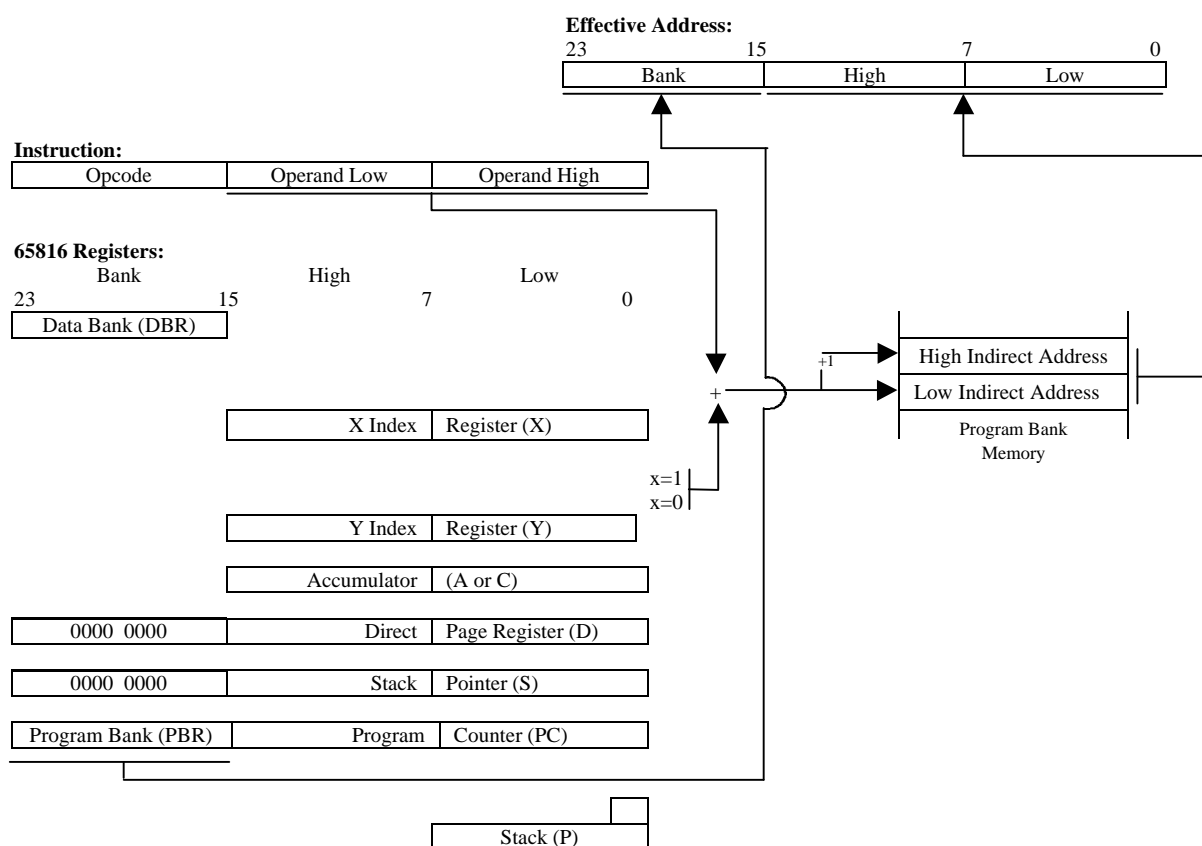 Effective Address:
23 15 7 0
Bank High Low
Instruction:
Opcode Operand Low Operand High
65816 Registers:
Bank High Low
23 15 7 0
Data Bank (DBR)
+1
High Indirect Address
+
Low Indirect Address
Program Bank
Memory
X Index Register (X)
x=1
x=0
Y Index Register (Y)
Accumulator (A or C)
0000 0000 Direct Page Register (D)
0000 0000 Stack Pointer (S)
Program Bank (PBR) Program Counter (PC)
Stack (P)